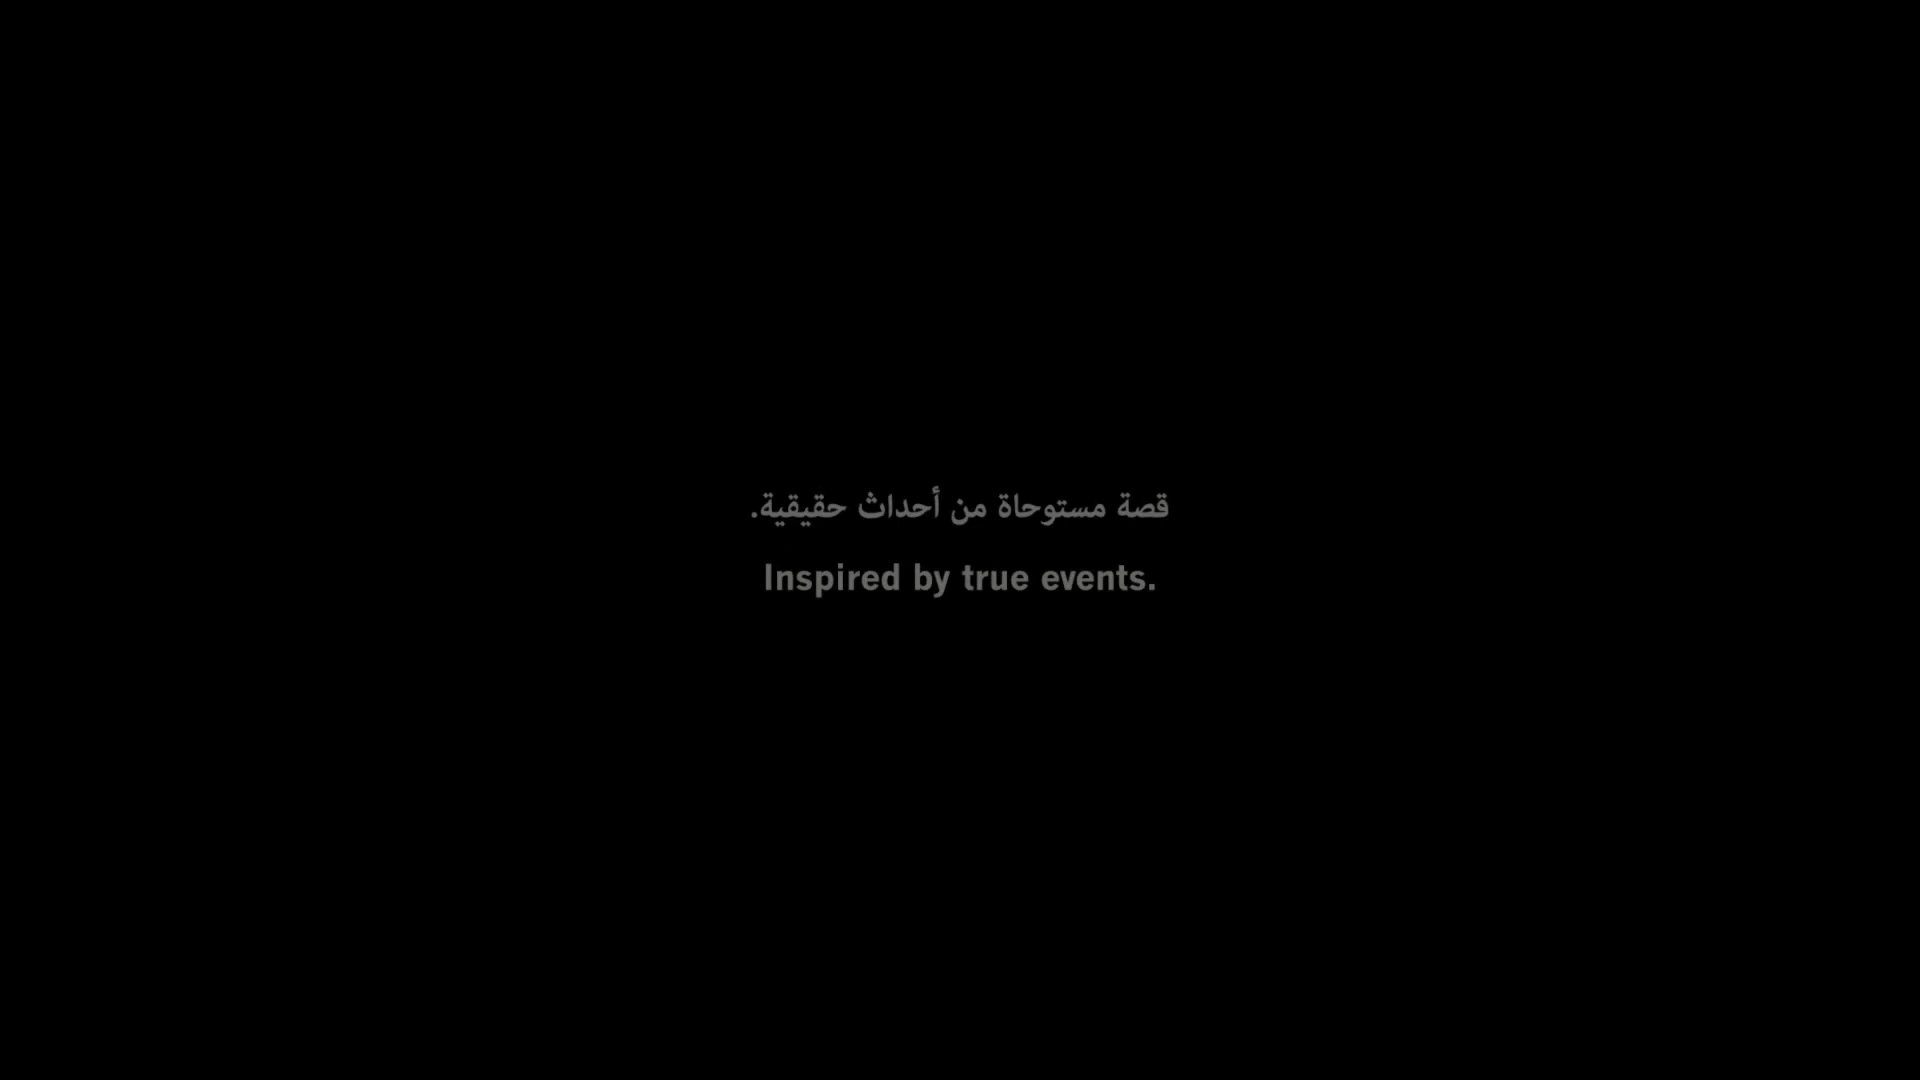 قصة مستوحاة من أحداث حقيقية.
Inspired by true events.